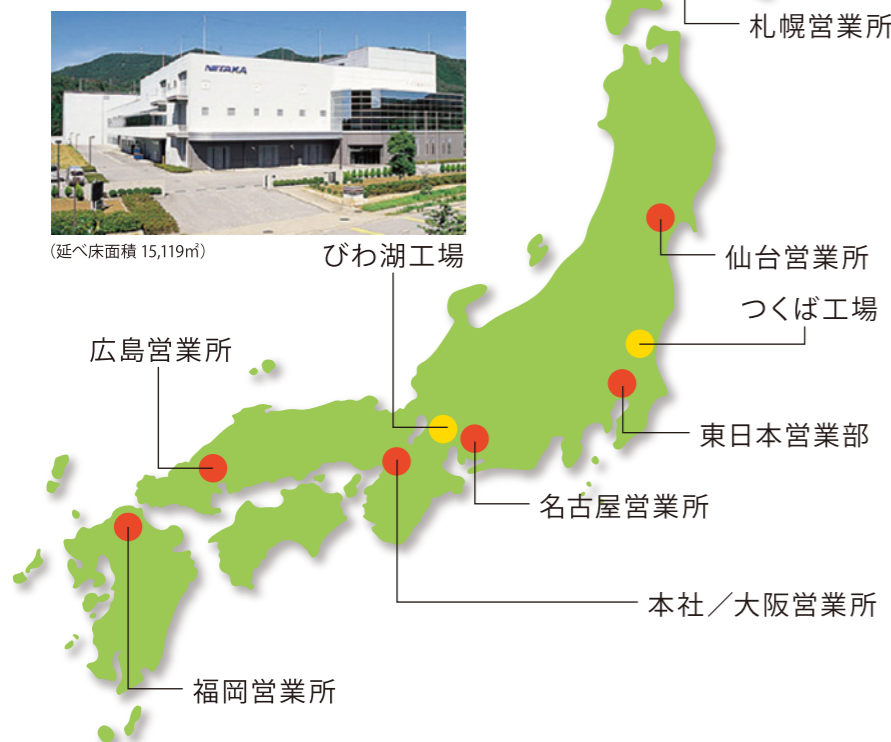 札幌営業所
NIITAKA
(延べ床面積 15,119㎡)
びわ湖工場
仙台営業所
つくば工場
広島営業所
東日本営業部
名古屋営業所
本社／大阪営業所
福岡営業所